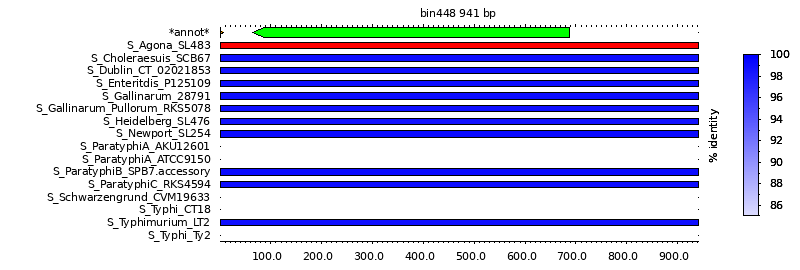 bin448 941 bp
*annot*
S_Agona_SL483
S_Choleraesuis_SCB67
S_Dublin_CT_02021853
S_Enteritdis_P125109
S_Gallinarum_28791
S_Gallinarum_Pullorum_RKS5078
S_Heidelberg_SL476
S_Newport_SL254
S_ParatyphiA_AKU12601
S_ParatyphiA_ATCC9150
S_ParatyphiB_SPB7.accessory
S_ParatyphiC_RKS4594
S_Schwarzengrund_CVM19633
S_Typhi_CT18
S_Typhimurium_LT2
S_Typhi_Ty2
100.0 200.0 300.0 400.0 500.0 600.0 700.0 800.0 900.0
% identity
100
98
96
94
92
90
88
86